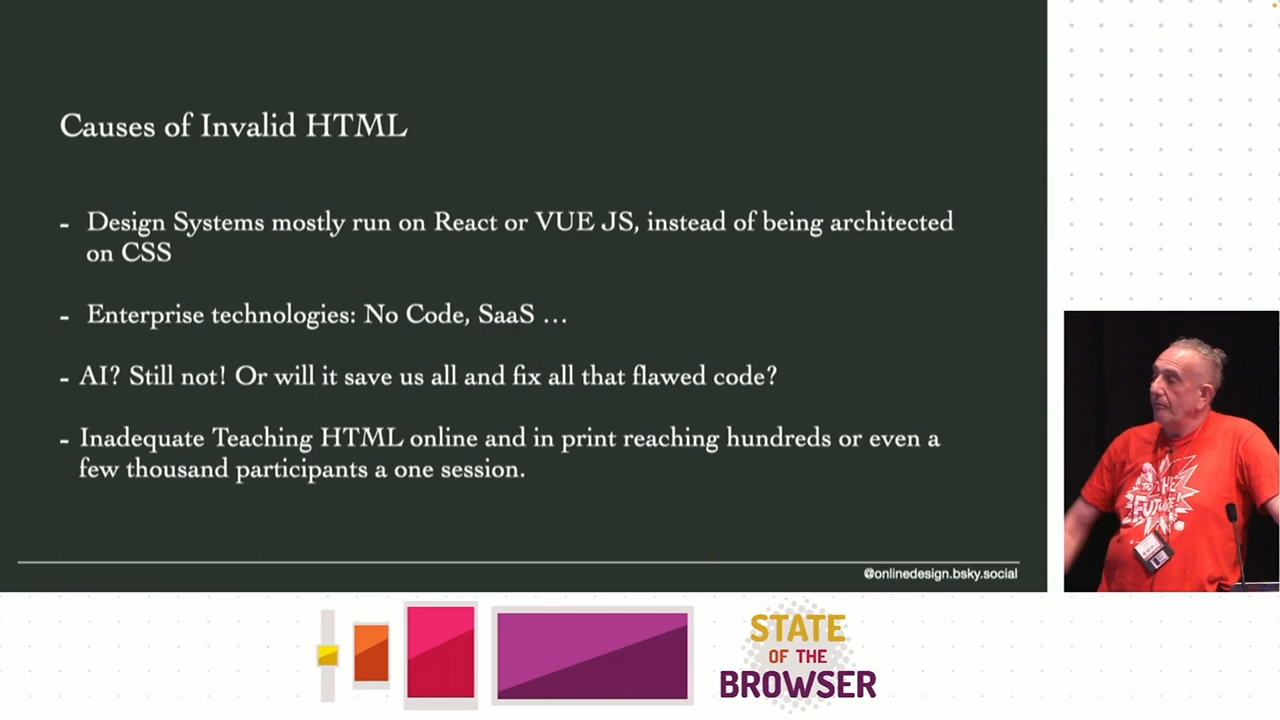 Causes of Invalid HTML
- Design Systems mostly run on React or VUE JS, instead of being architected
on CSS
- Enterprise technologies: No Code, SaaS …
- AI? Still not! Or will it save us all and fix all that flawed code?
- Inadequate Teaching HTML online and in print reaching hundreds or even a
few thousand participants a one session.
@onlinedesign.bsky.social
TO THE
FUTURE!
STATE
OF THE
BROWSER